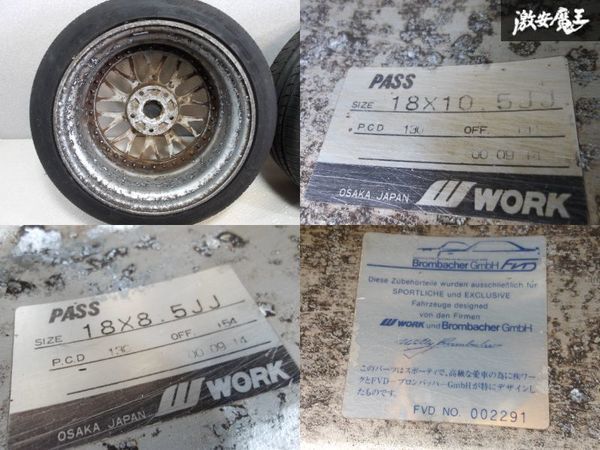 激安魔王
PASS
SIZE 18X10.5JJ
P.C.D 130 OFF.
00.09.14
OSAKA JAPAN WORK
PASS
SIZE 18X8.5JJ
P.C.D 130 OFF. +54
00.09.14
OSAKA JAPAN WORK
Brombacher GmbH FVD
Diese Zubehörteile wurden ausschließlich für
SPORTLICHE und EXCLUSIVE
Fahrzeuge designed
von den Firmen
WORK und Brombacher GmbH
このパーツはスポーティで、高級な愛車の為に㈱ワー
クとFVD―ブロンバッハーGmbHが特にデザインし
たものです。
FVD NO. 002291